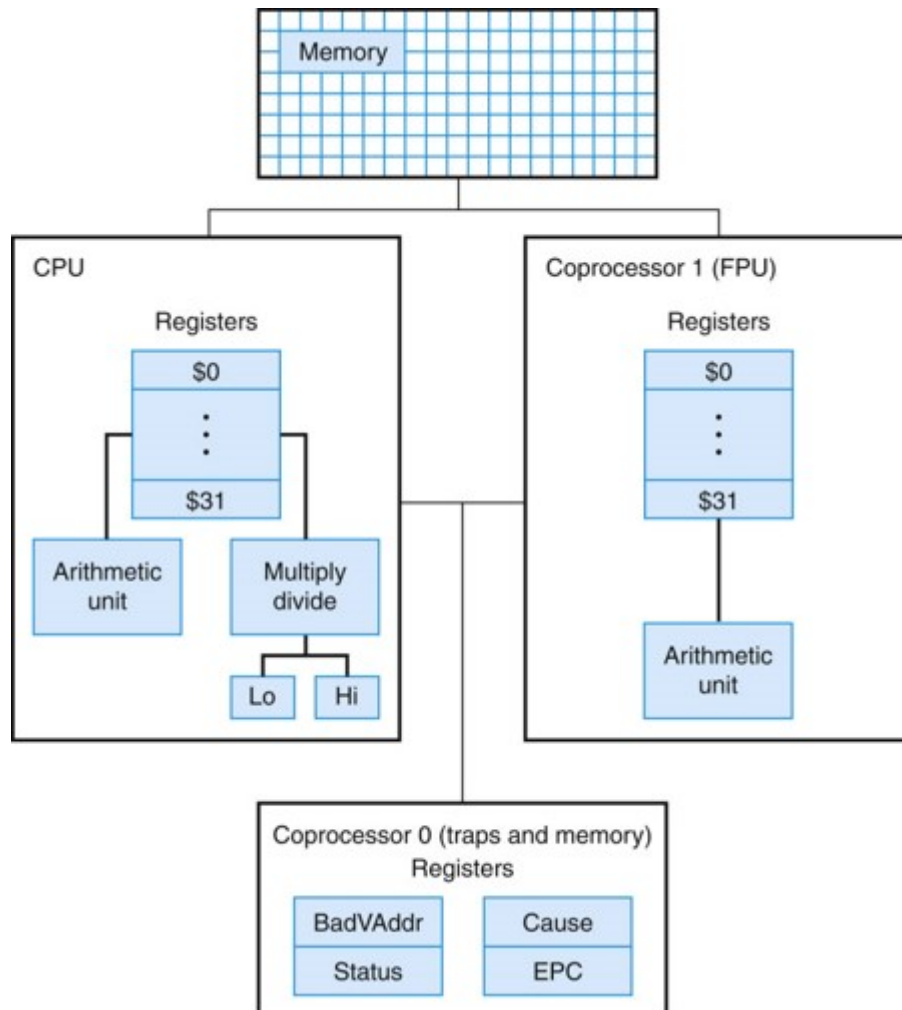 Memory
CPU
Registers
$0
$31
Arithmetic
unit
Multiply
divide
Lo
Hi
Coprocessor 1 (FPU)
Registers
$0
$31
Arithmetic
unit
Coprocessor 0 (traps and memory)
Registers
BadVAddr
Cause
Status
EPC